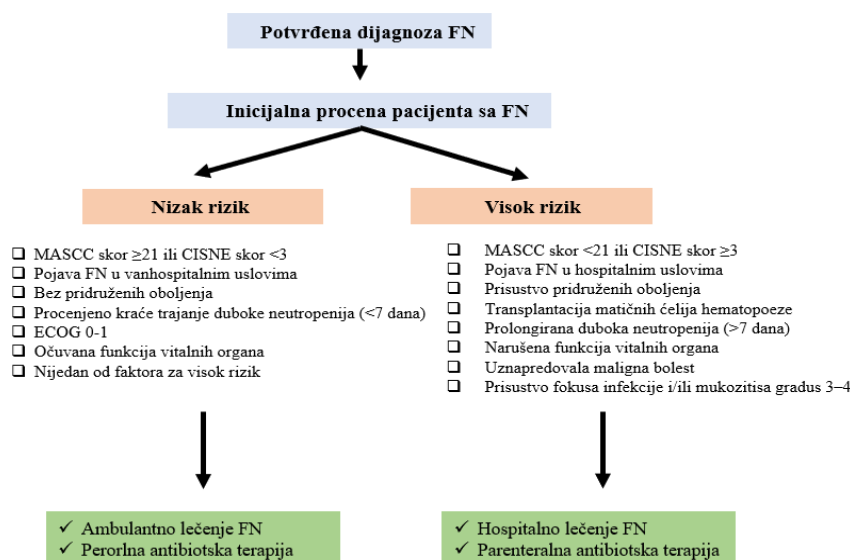 Potvrđena dijagnoza FN
Inicijalna procena pacijenta sa FN
Nizak rizik
MASCC skor ≥21 ili CISNE skor <3
Pojava FN u vanhospitalnim uslovima
Bez pridruženih oboljenja
Procenjeno kraće trajanje duboke neutropenija (<7 dana)
ECOG 0-1
Očuvana funkcija vitalnih organa
Nijedan od faktora za visok rizik
Visok rizik
MASCC skor <21 ili CISNE skor ≥3
Pojava FN u hospitalnim uslovima
Prisustvo pridruženih oboljenja
Transplantacija matičnih ćelija hematopoeze
Prolongirana duboka neutropenija (>7 dana)
Narušena funkcija vitalnih organa
Uznapredovala maligna bolest
Prisustvo fokusa infekcije i/ili mukozitisa gradus 3–4
Ambulantno lečenje FN
Perorlna antibiotska terapija
Hospitalno lečenje FN
Parenteralna antibiotska terapija